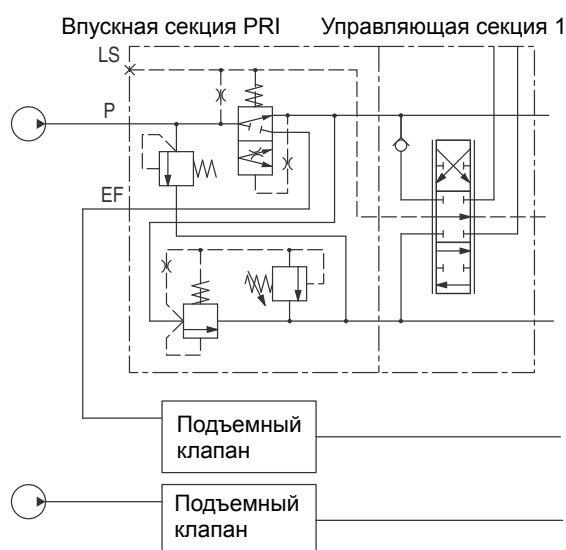 Впускная секция PRI
Управляющая секция 1
LS
P
EF
Подъемный
клапан
Подъемный
клапан